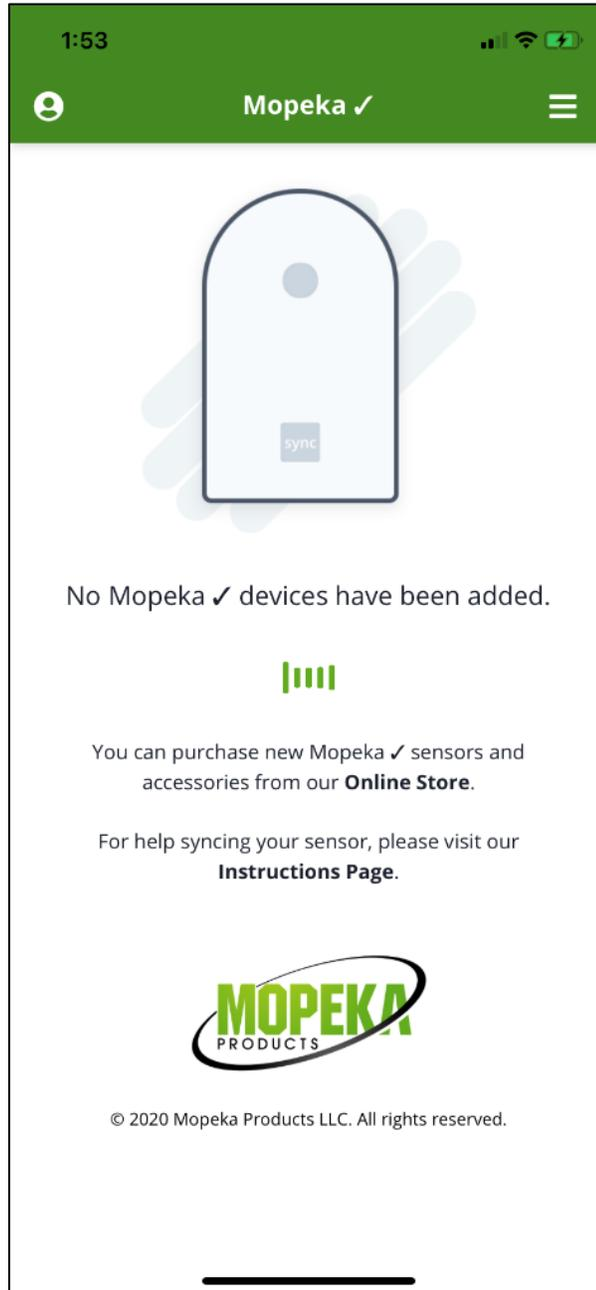 1:53
Mopeka ✓
sync
No Mopeka ✓ devices have been added.
You can purchase new Mopeka ✓ sensors and
accessories from our Online Store.
For help syncing your sensor, please visit our
Instructions Page.
MOPEKA
PRODUCTS
© 2020 Mopeka Products LLC. All rights reserved.